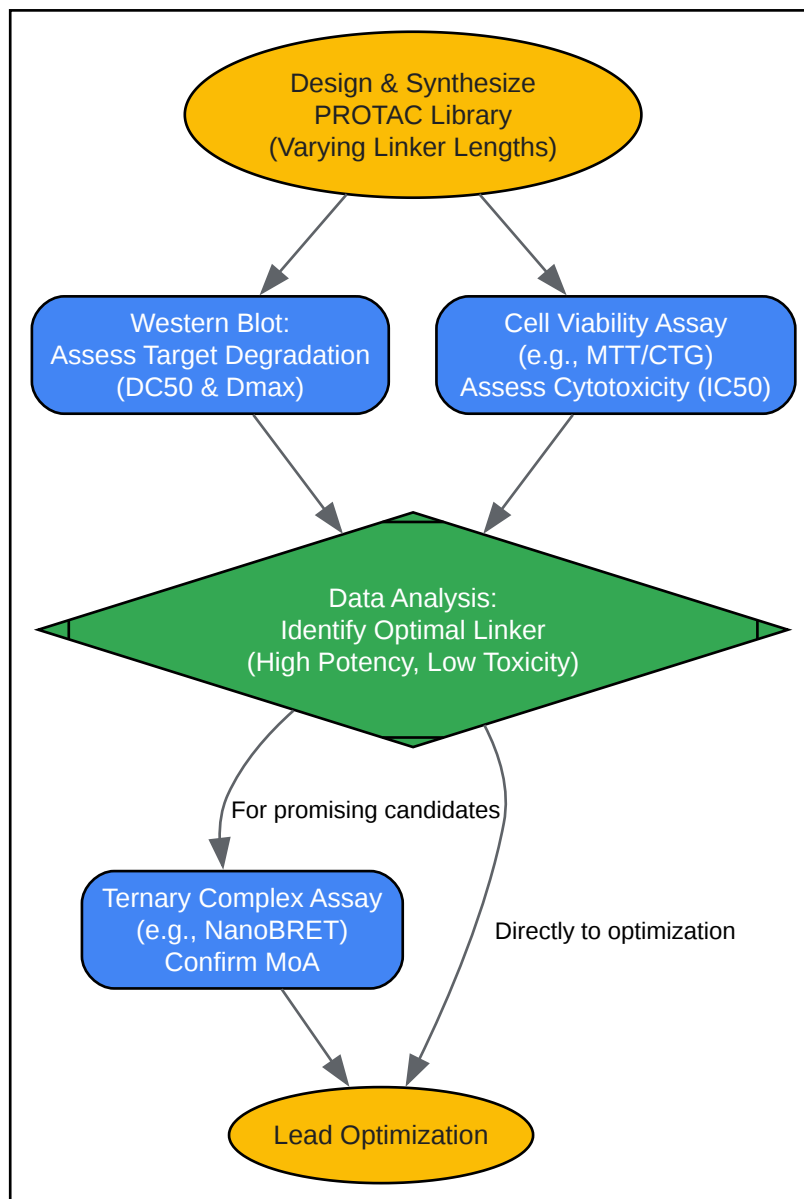 Design & Synthesize
PROTAC Library
(Varying Linker Lengths)
Western Blot:
Assess Target Degradation
(DC50 & Dmax)
Cell Viability Assay
(e.g., MTT/CTG)
Assess Cytotoxicity (IC50)
Data Analysis:
Identify Optimal Linker
(High Potency, Low Toxicity)
For promising candidates
Ternary Complex Assay
(e.g., NanoBRET)
Confirm MoA
Directly to optimization
Lead Optimization